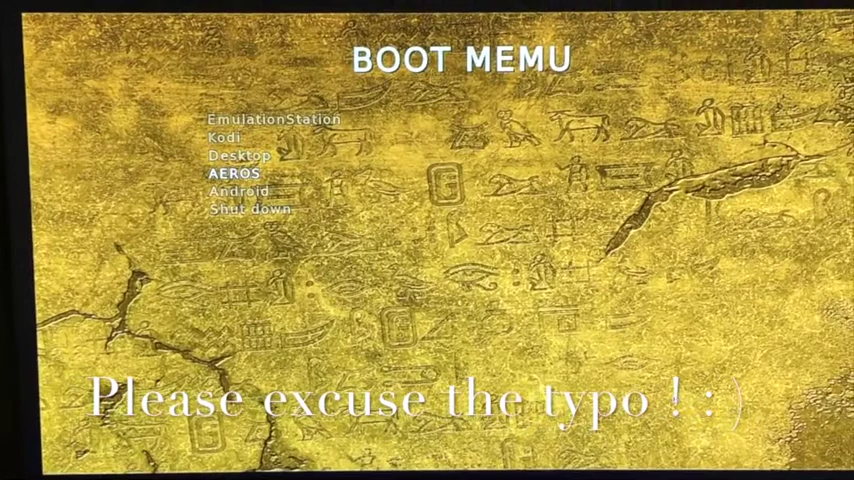 BOOT MEMU
EmulationStation
Kodi
Desktop
AEROS
Android
Shut down
Please excuse the typo ! : )